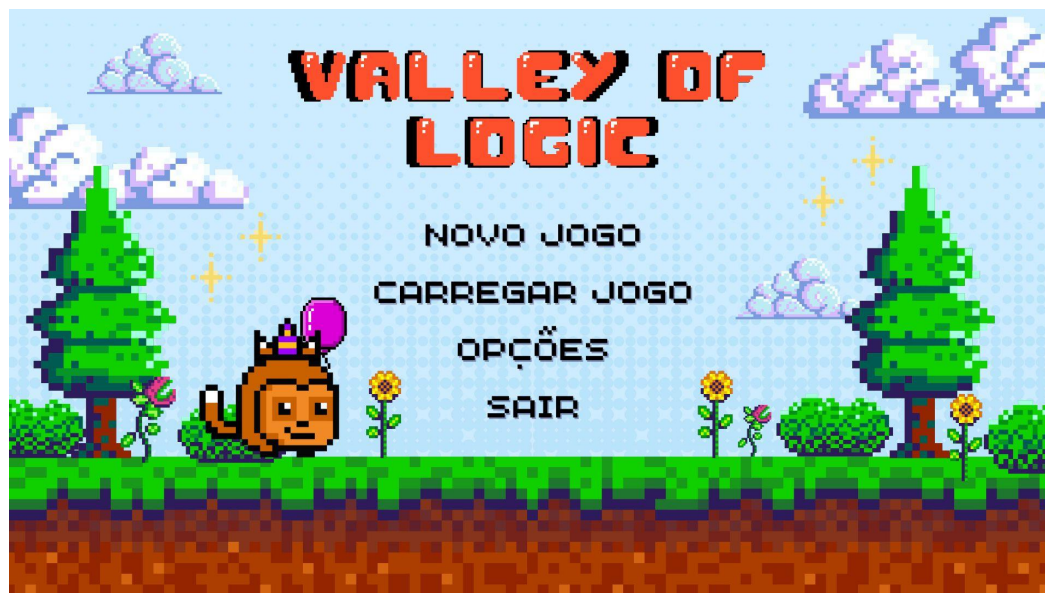 VALLEY OF
LOGIC
NOVO JOGO
CARREGAR JOGO
OPÇÕES
SAIR